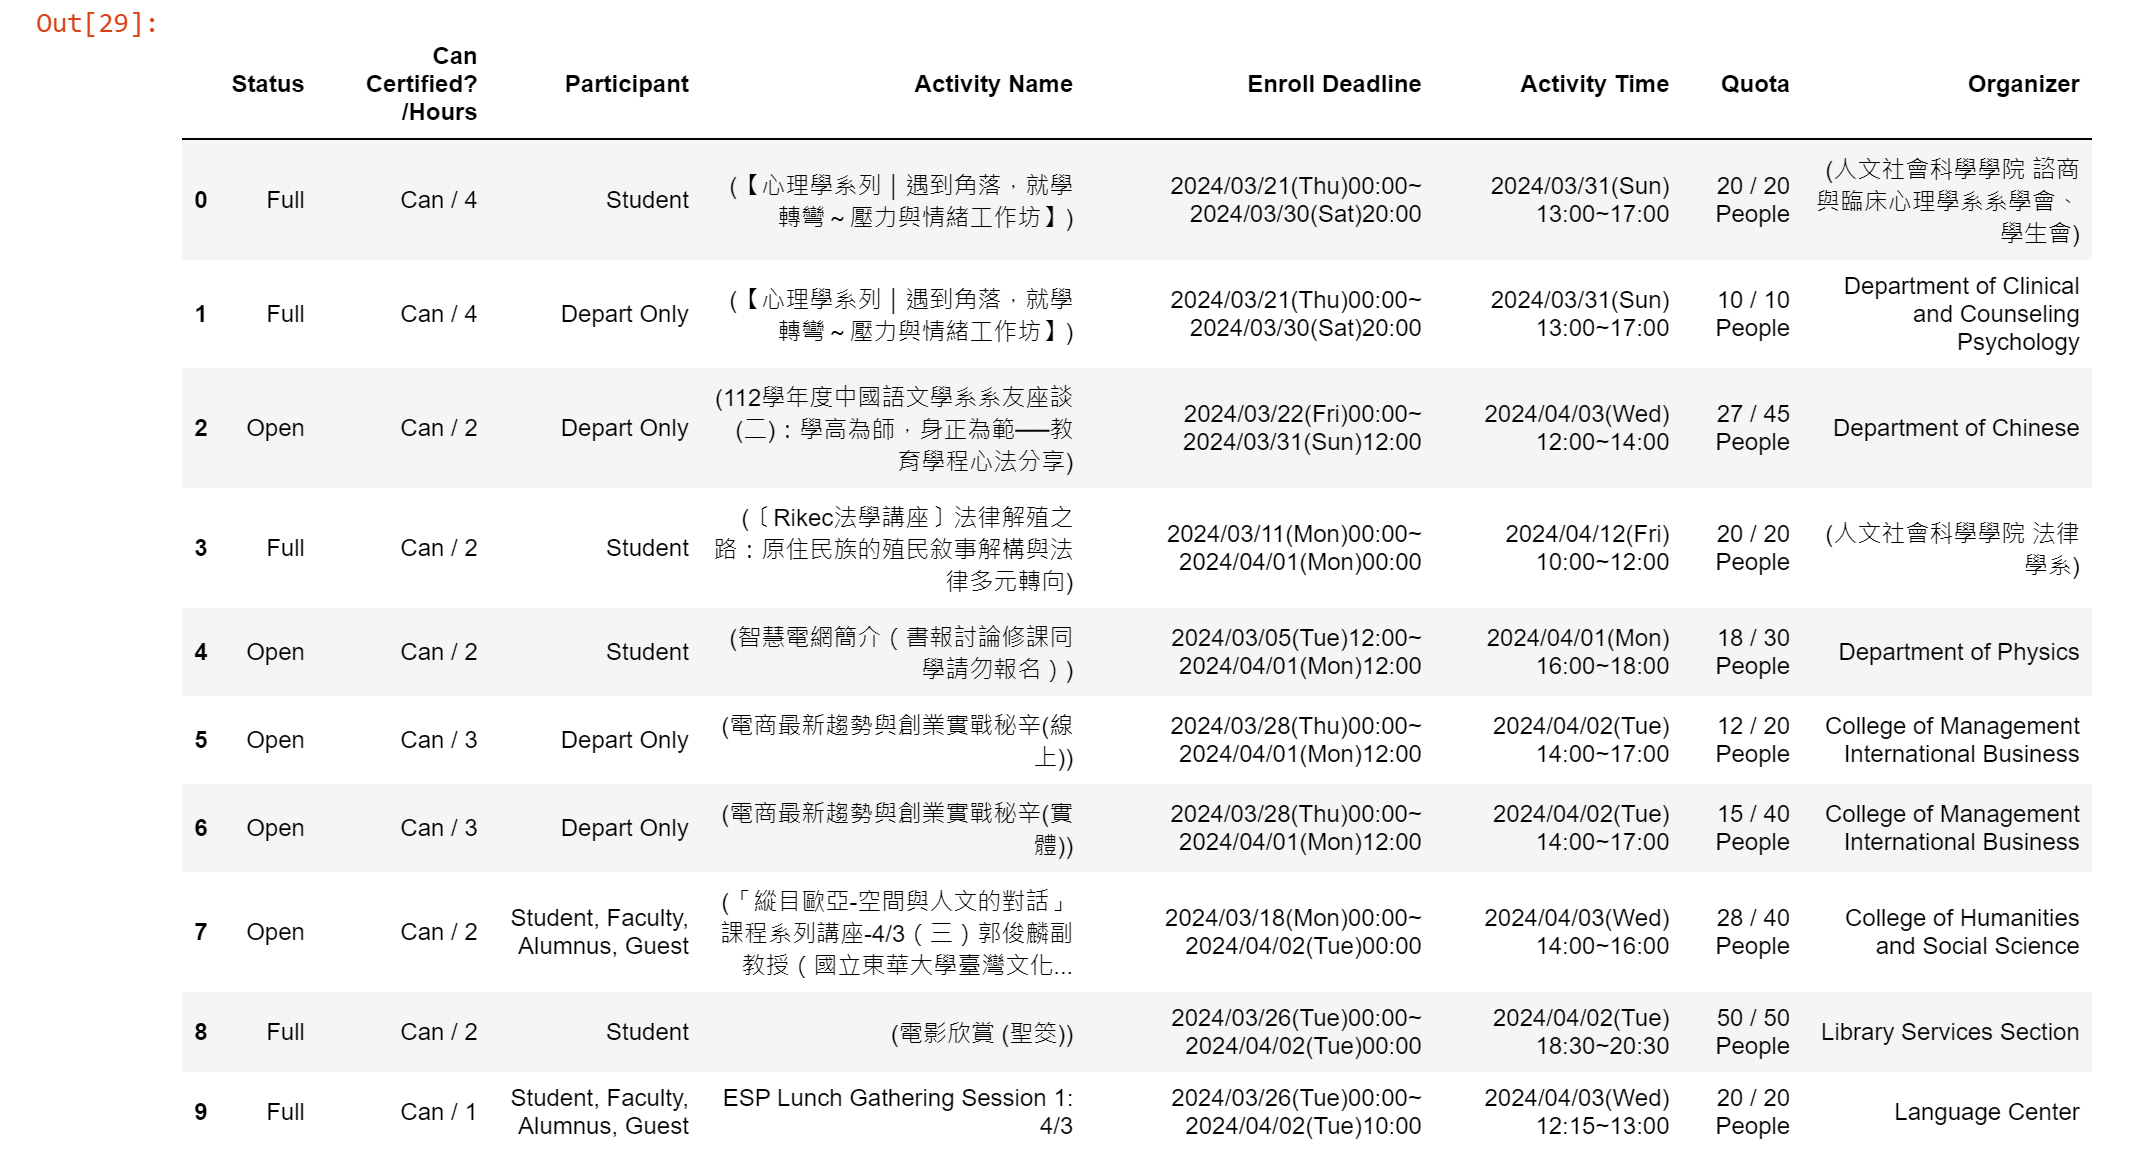 Out[29]:
Status Can Certified? /Hours Participant Activity Name Enroll Deadline Activity Time Quota Organizer
0 Full Can / 4 Student (【心理學系列｜遇到角落，就學轉彎～壓力與情緒工作坊】) 2024/03/21(Thu)00:00~ 2024/03/30(Sat)20:00 2024/03/31(Sun) 13:00~17:00 20 / 20 People (人文社會科學學院 諮商與臨床心理學系系學會、學生會)
1 Full Can / 4 Depart Only (【心理學系列｜遇到角落，就學轉彎～壓力與情緒工作坊】) 2024/03/21(Thu)00:00~ 2024/03/30(Sat)20:00 2024/03/31(Sun) 13:00~17:00 10 / 10 People Department of Clinical and Counseling Psychology
2 Open Can / 2 Depart Only (112學年度中國語文學系系友座談(二)：學高為師，身正為範──教育學程心法分享) 2024/03/22(Fri)00:00~ 2024/03/31(Sun)12:00 2024/04/03(Wed) 12:00~14:00 27 / 45 People Department of Chinese
3 Full Can / 2 Student (〔Rikec法學講座〕法律解殖之路：原住民族的殖民敘事解構與法律多元轉向) 2024/03/11(Mon)00:00~ 2024/04/01(Mon)00:00 2024/04/12(Fri) 10:00~12:00 20 / 20 People (人文社會科學學院 法律學系)
4 Open Can / 2 Student (智慧電網簡介（書報討論修課同學請勿報名）) 2024/03/05(Tue)12:00~ 2024/04/01(Mon)12:00 2024/04/01(Mon) 16:00~18:00 18 / 30 People Department of Physics
5 Open Can / 3 Depart Only (電商最新趨勢與創業實戰秘辛(線上)) 2024/03/28(Thu)00:00~ 2024/04/01(Mon)12:00 2024/04/02(Tue) 14:00~17:00 12 / 20 People College of Management International Business
6 Open Can / 3 Depart Only (電商最新趨勢與創業實戰秘辛(實體)) 2024/03/28(Thu)00:00~ 2024/04/01(Mon)12:00 2024/04/02(Tue) 14:00~17:00 15 / 40 People College of Management International Business
7 Open Can / 2 Student, Faculty, Alumnus, Guest (「縱目歐亞-空間與人文的對話」課程系列講座-4/3（三）郭俊麟副教授（國立東華大學臺灣文化... 2024/03/18(Mon)00:00~ 2024/04/02(Tue)00:00 2024/04/03(Wed) 14:00~16:00 28 / 40 People College of Humanities and Social Science
8 Full Can / 2 Student (電影欣賞 (聖筊)) 2024/03/26(Tue)00:00~ 2024/04/02(Tue)00:00 2024/04/02(Tue) 18:30~20:30 50 / 50 People Library Services Section
9 Full Can / 1 Student, Faculty, Alumnus, Guest ESP Lunch Gathering Session 1: 4/3 2024/03/26(Tue)00:00~ 2024/04/02(Tue)10:00 2024/04/03(Wed) 12:15~13:00 20 / 20 People Language Center